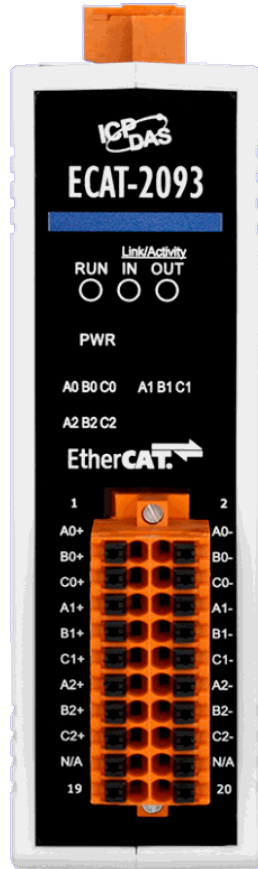 ICP DAS
ECAT-2093
Link/Activity
RUN IN OUT
PWR
A0 B0 C0 A1 B1 C1
A2 B2 C2
EtherCAT.
1 2
A0+ A0-
B0+ B0-
C0+ C0-
A1+ A1-
B1+ B1-
C1+ C1-
A2+ A2-
B2+ B2-
C2+ C2-
N/A N/A
19 20